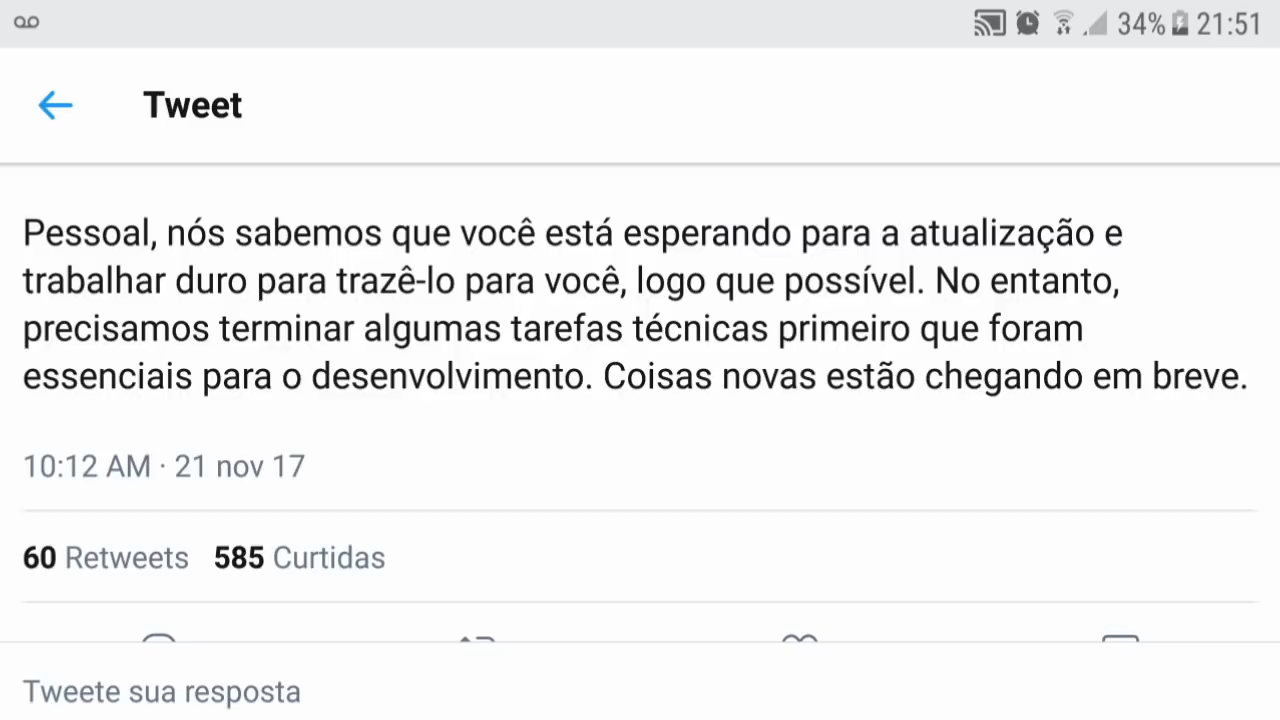 34% 21:51
Tweet
Pessoal, nós sabemos que você está esperando para a atualização e
trabalhar duro para trazê-lo para você, logo que possível. No entanto,
precisamos terminar algumas tarefas técnicas primeiro que foram
essenciais para o desenvolvimento. Coisas novas estão chegando em breve.
10:12 AM · 21 nov 17
60 Retweets 585 Curtidas
Tweete sua resposta